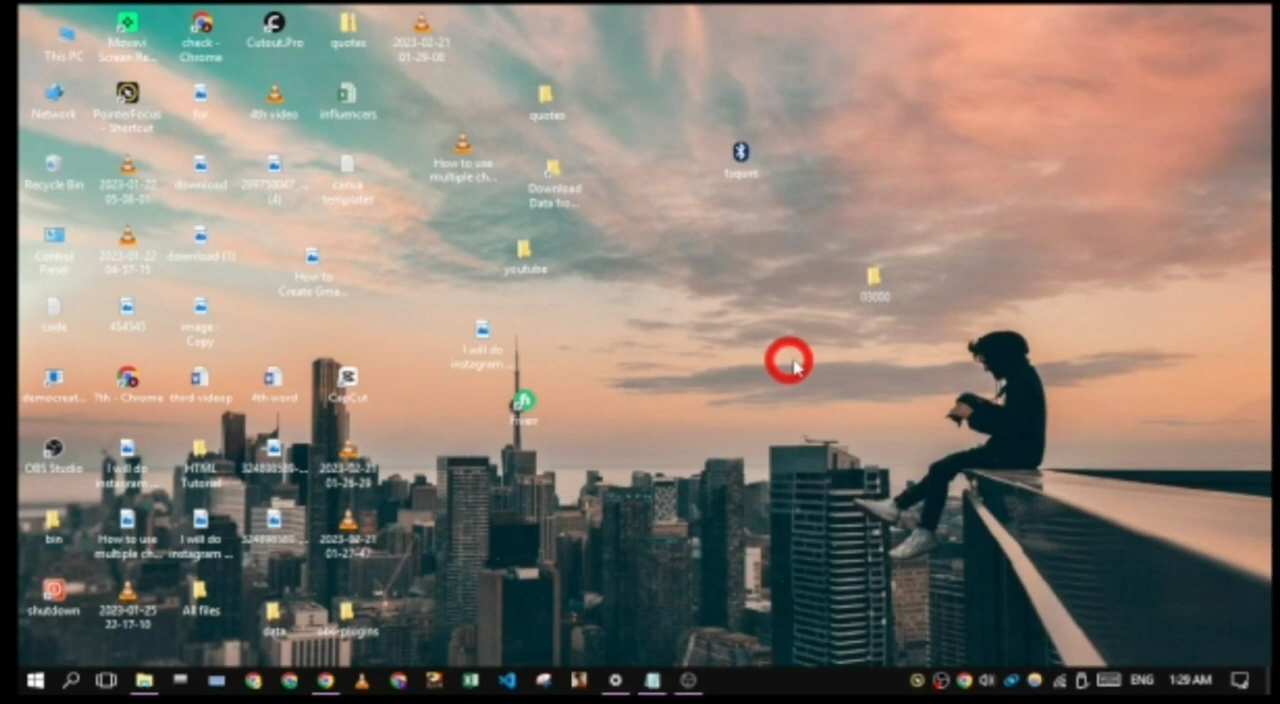 This PC
Movavi
Screen Re...
check -
Chrome
Cutout.Pro
quotes
2023-02-21
01-29-08
Network
PointerFocus
- Shortcut
for
4th video
influencers
quotes
How to use
multiple ch...
Download
Data fro...
Recycle Bin
2023-01-22
05-08-01
download
(4)
canva
templates
Control
Panel
2023-01-22
04-57-15
download (1)
How to
Create Gma...
youtube
03000
code
454545
image -
Copy
I will do
instagram ...
democreat...
7th - Chrome
third videop
4th word
CapCut
fiverr
OBS Studio
I will do
instagram ...
HTML
Tutorial
2023-02-21
01-26-29
bin
How to use
multiple ch...
I will do
instagram ...
2023-02-21
01-27-47
shutdown
2023-01-25
22-17-10
All files
data
obs-plugins
ENG
1:29 AM